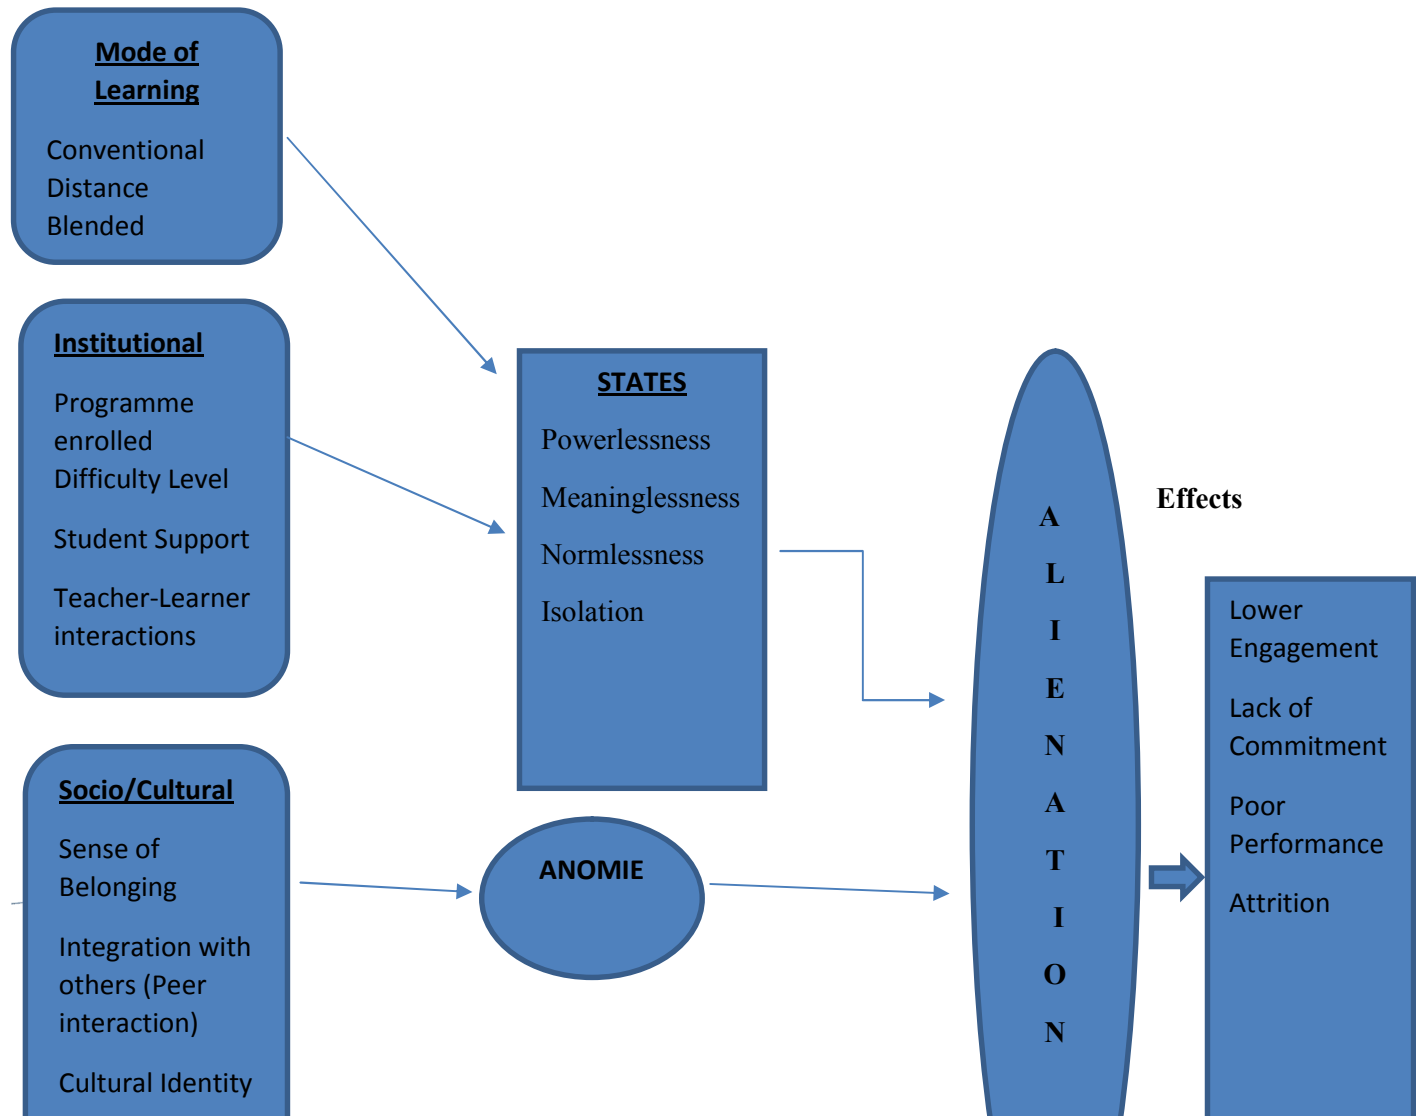 Mode of
Learning
Conventional
Distance
Blended
Institutional
Programme
enrolled
Difficulty Level
Student Support
Teacher-Learner
interactions
Socio/Cultural
Sense of
Belonging
Integration with
others (Peer
interaction)
Cultural Identity
STATES
Powerlessness
Meaninglessness
Normlessness
Isolation
ANOMIE
A
L
I
E
N
A
T
I
O
N
Effects
Lower
Engagement
Lack of
Commitment
Poor
Performance
Attrition